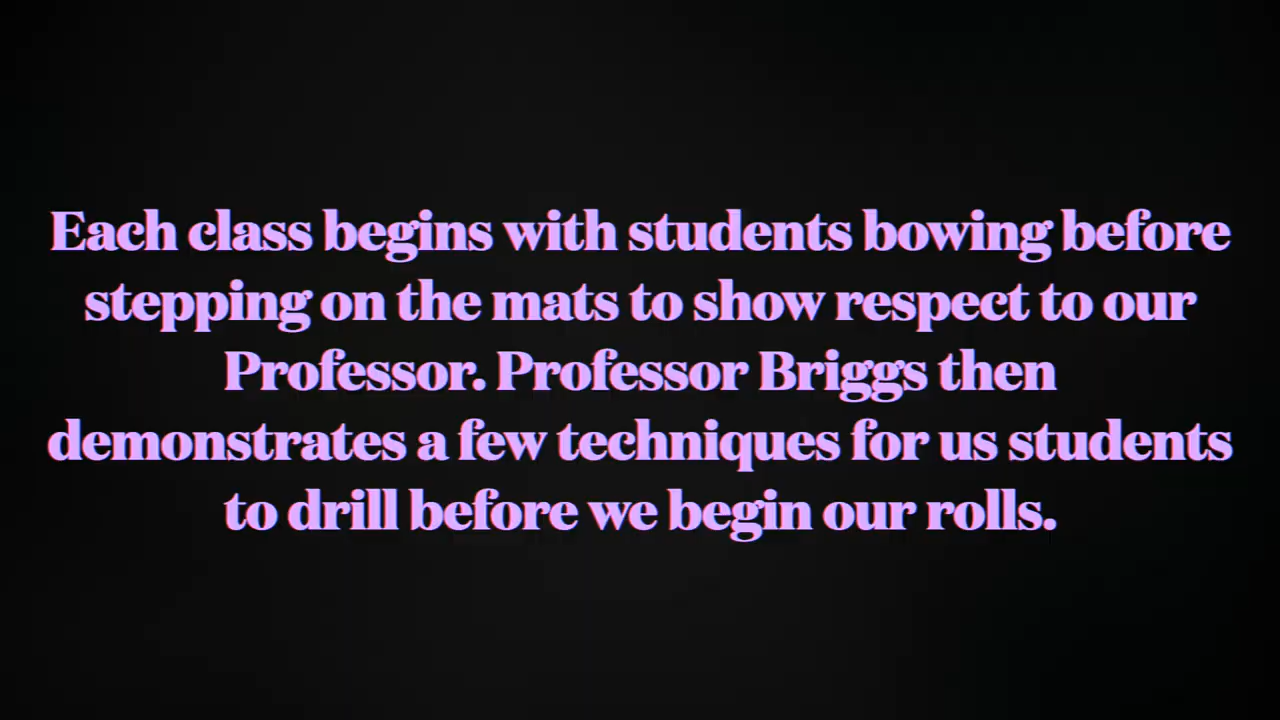 Each class begins with students bowing before
stepping on the mats to show respect to our
Professor. Professor Briggs then
demonstrates a few techniques for us students
to drill before we begin our rolls.